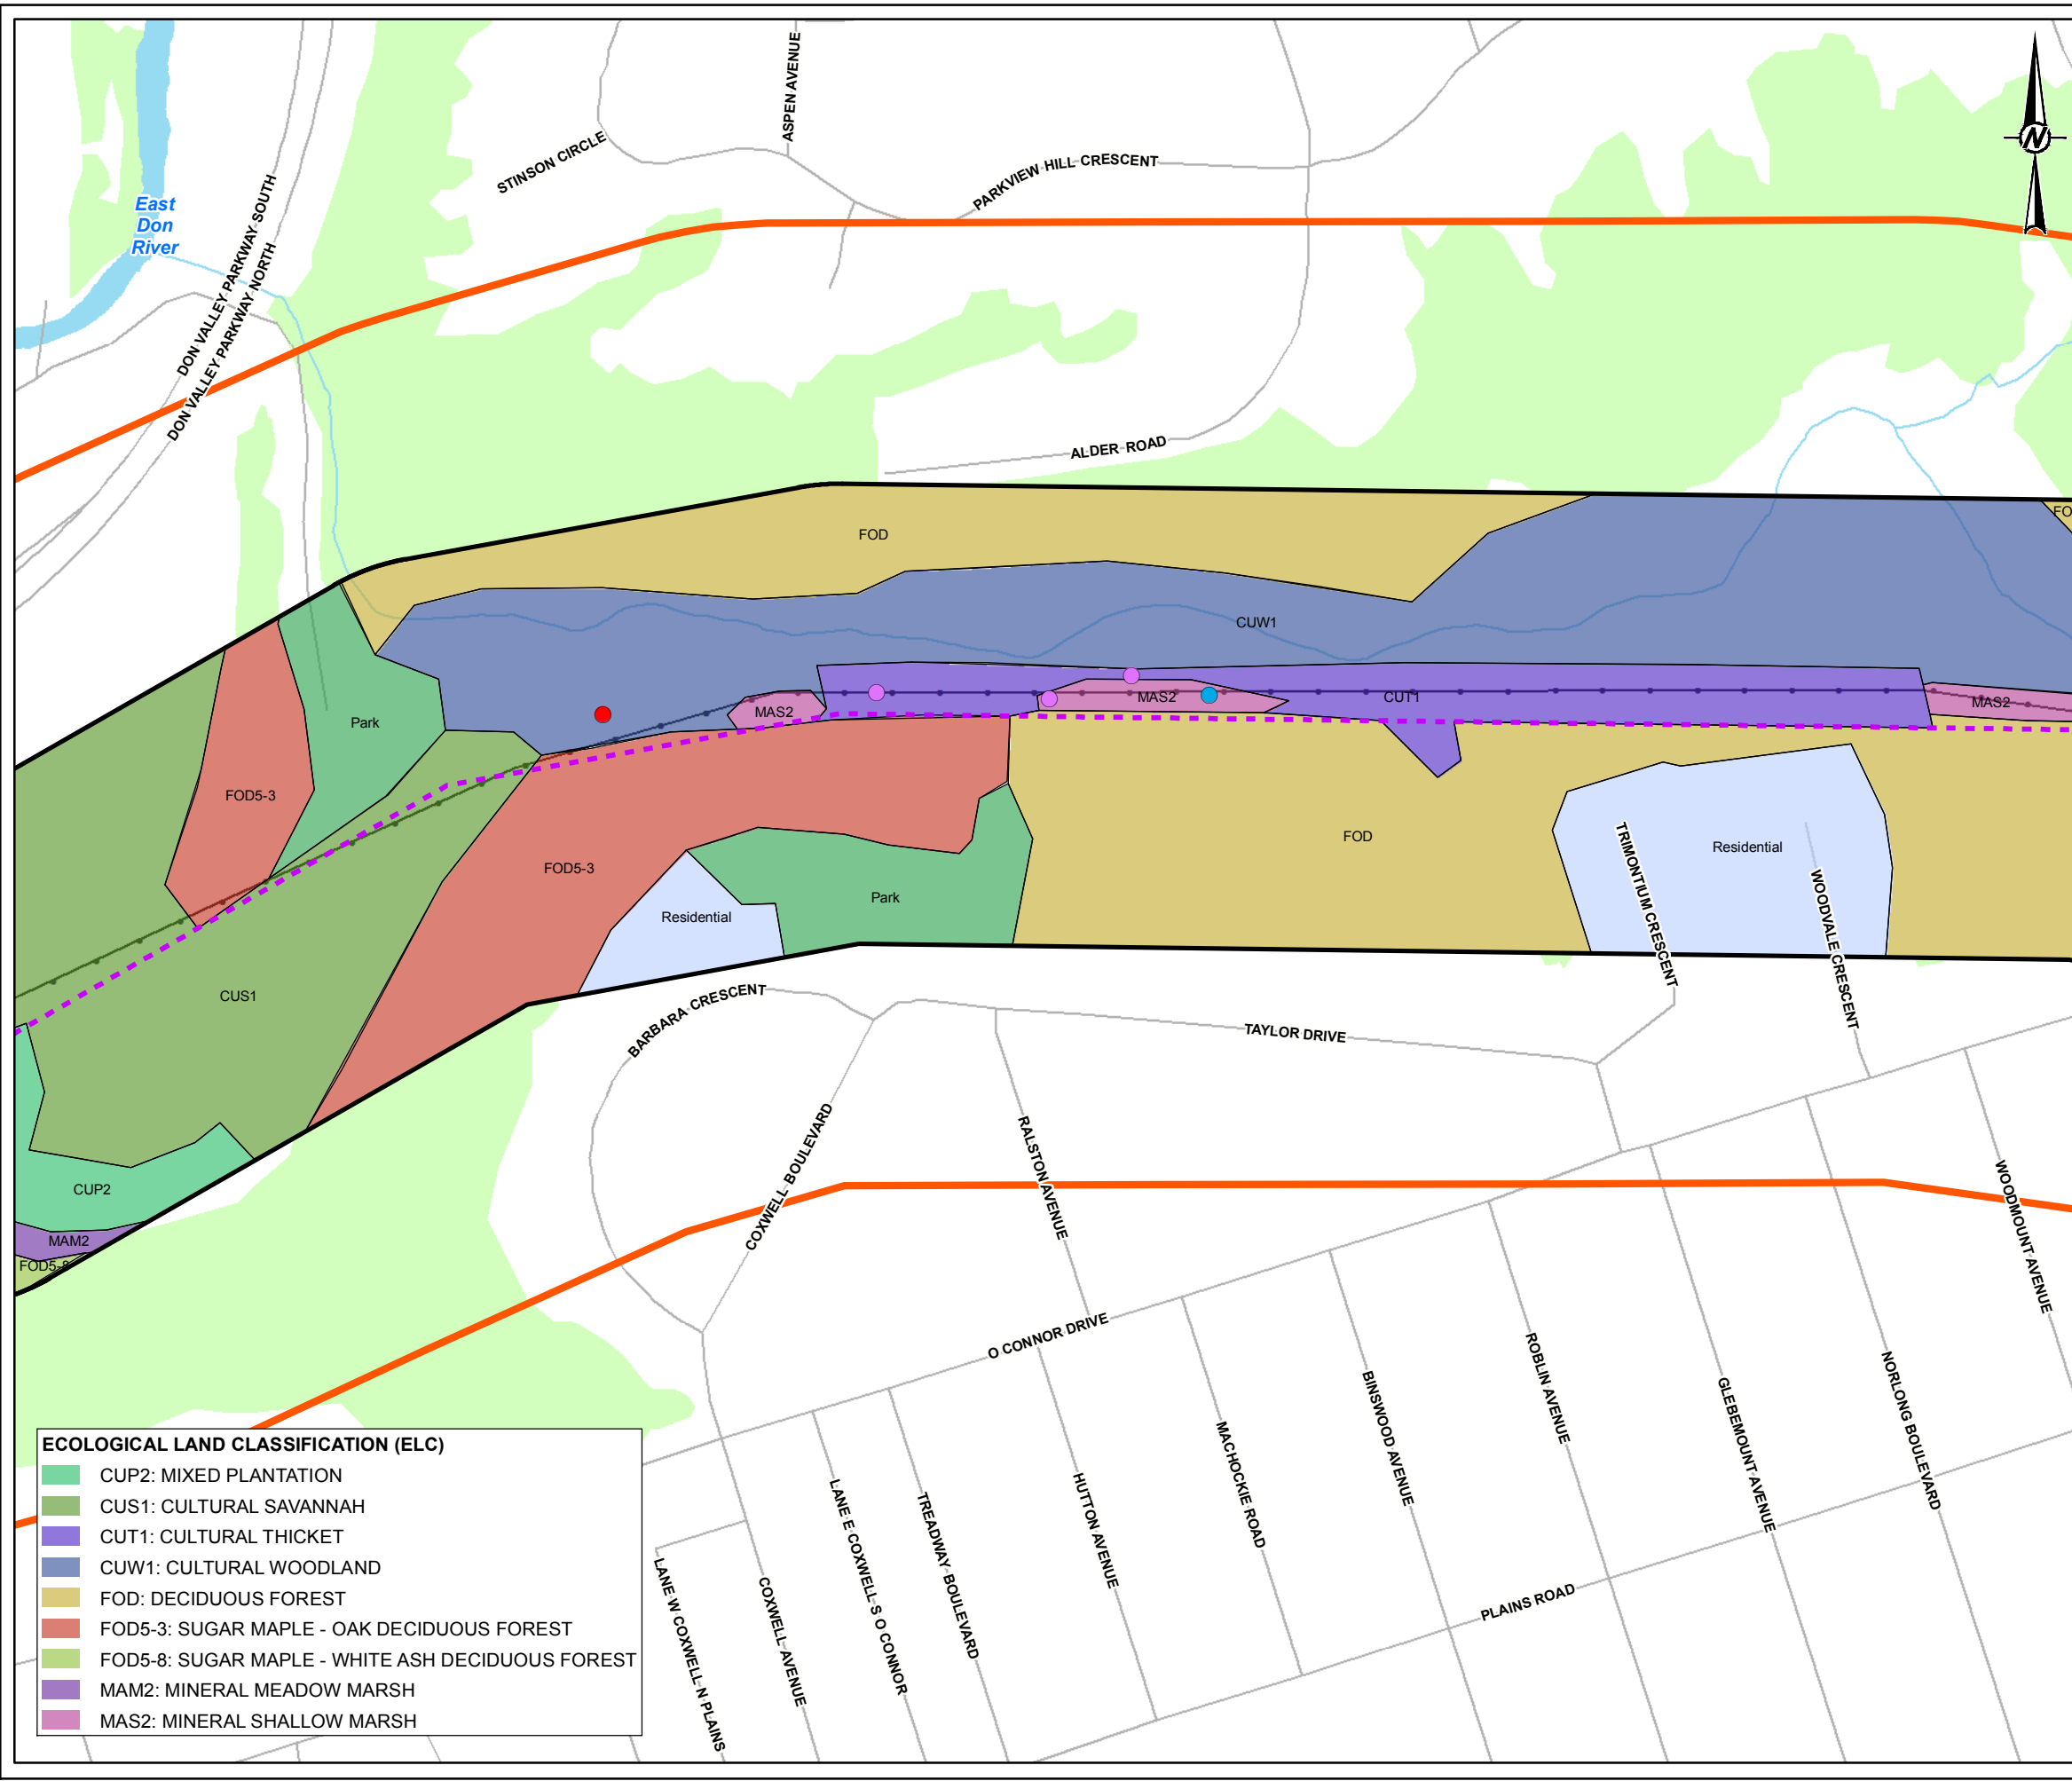 ASPEN AVENUE
STINSON CIRCLE
PARKVIEW HILL CRESCENT
N
East
Don
River
DON VALLEY PARKWAY SOUTH
DON VALLEY PARKWAY NORTH
ALDER ROAD
FOD
FO
CUW1
Park
MAS2
MAS2
CUT1
MAS2
FOD5-3
FOD5-3
FOD
Residential
TRIMONTIUM CRESCENT
WOODVALE CRESCENT
Park
Residential
CUS1
BARBARA CRESCENT
TAYLOR DRIVE
COXWELL BOULEVARD
RALSTON AVENUE
WOODMOUNT AVENUE
CUP2
MAM2
FOD5-8
O CONNOR DRIVE
ROBLIN AVENUE
BINSWOOD AVENUE
GLEBEMOUNT AVENUE
NORLONG BOULEVARD
MACHOCKIE ROAD
HUTTON AVENUE
TREADWAY BOULEVARD
LANE E COXWELL S O CONNOR
COXWELL AVENUE
LANE W COXWELL N PLAINS
PLAINS ROAD
ECOLOGICAL LAND CLASSIFICATION (ELC)
CUP2: MIXED PLANTATION
CUS1: CULTURAL SAVANNAH
CUT1: CULTURAL THICKET
CUW1: CULTURAL WOODLAND
FOD: DECIDUOUS FOREST
FOD5-3: SUGAR MAPLE - OAK DECIDUOUS FOREST
FOD5-8: SUGAR MAPLE - WHITE ASH DECIDUOUS FOREST
MAM2: MINERAL MEADOW MARSH
MAS2: MINERAL SHALLOW MARSH